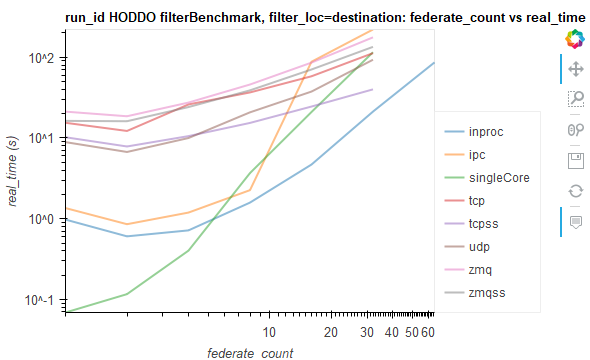 run_id HODDO filterBenchmark, filter_loc=destination: federate_count vs real_time
10^2
10^1
10^0
10^-1
real_time (s)
10
20
30
40
50
60
federate_count
inproc
ipc
singleCore
tcp
tcpss
udp
zmq
zmqss